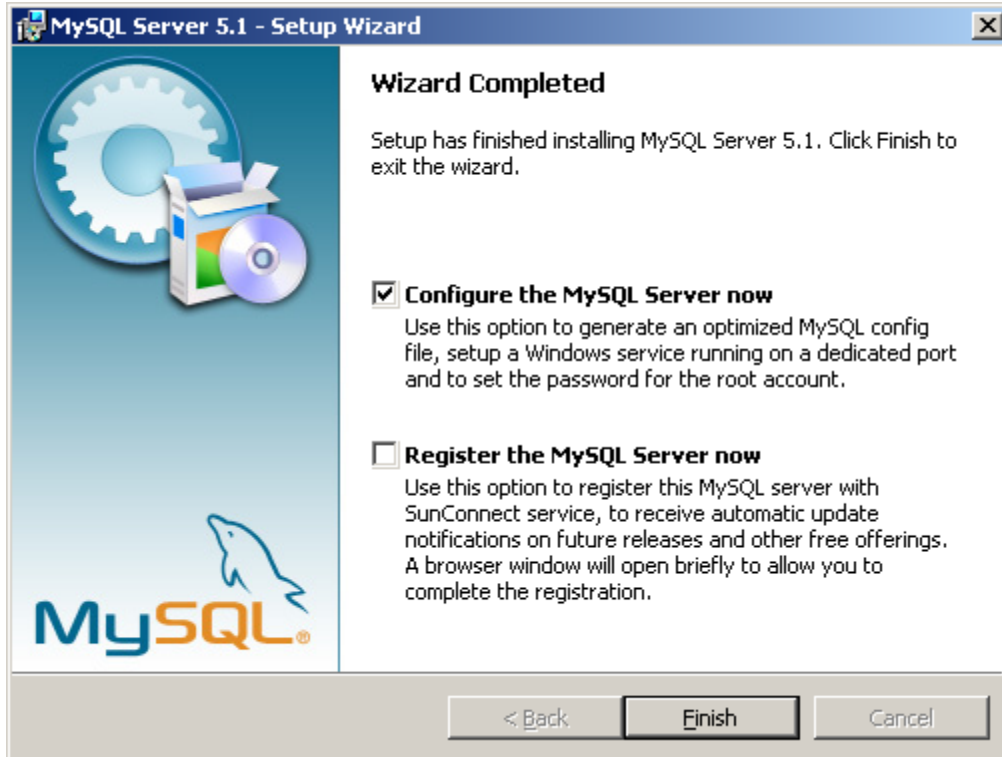 MySQL Server 5.1 - Setup Wizard
Wizard Completed
Setup has finished installing MySQL Server 5.1. Click Finish to
exit the wizard.
Configure the MySQL Server now
Use this option to generate an optimized MySQL config
file, setup a Windows service running on a dedicated port
and to set the password for the root account.
Register the MySQL Server now
Use this option to register this MySQL server with
SunConnect service, to receive automatic update
notifications on future releases and other free offerings.
A browser window will open briefly to allow you to
complete the registration.
MySQL®
< Back
Finish
Cancel